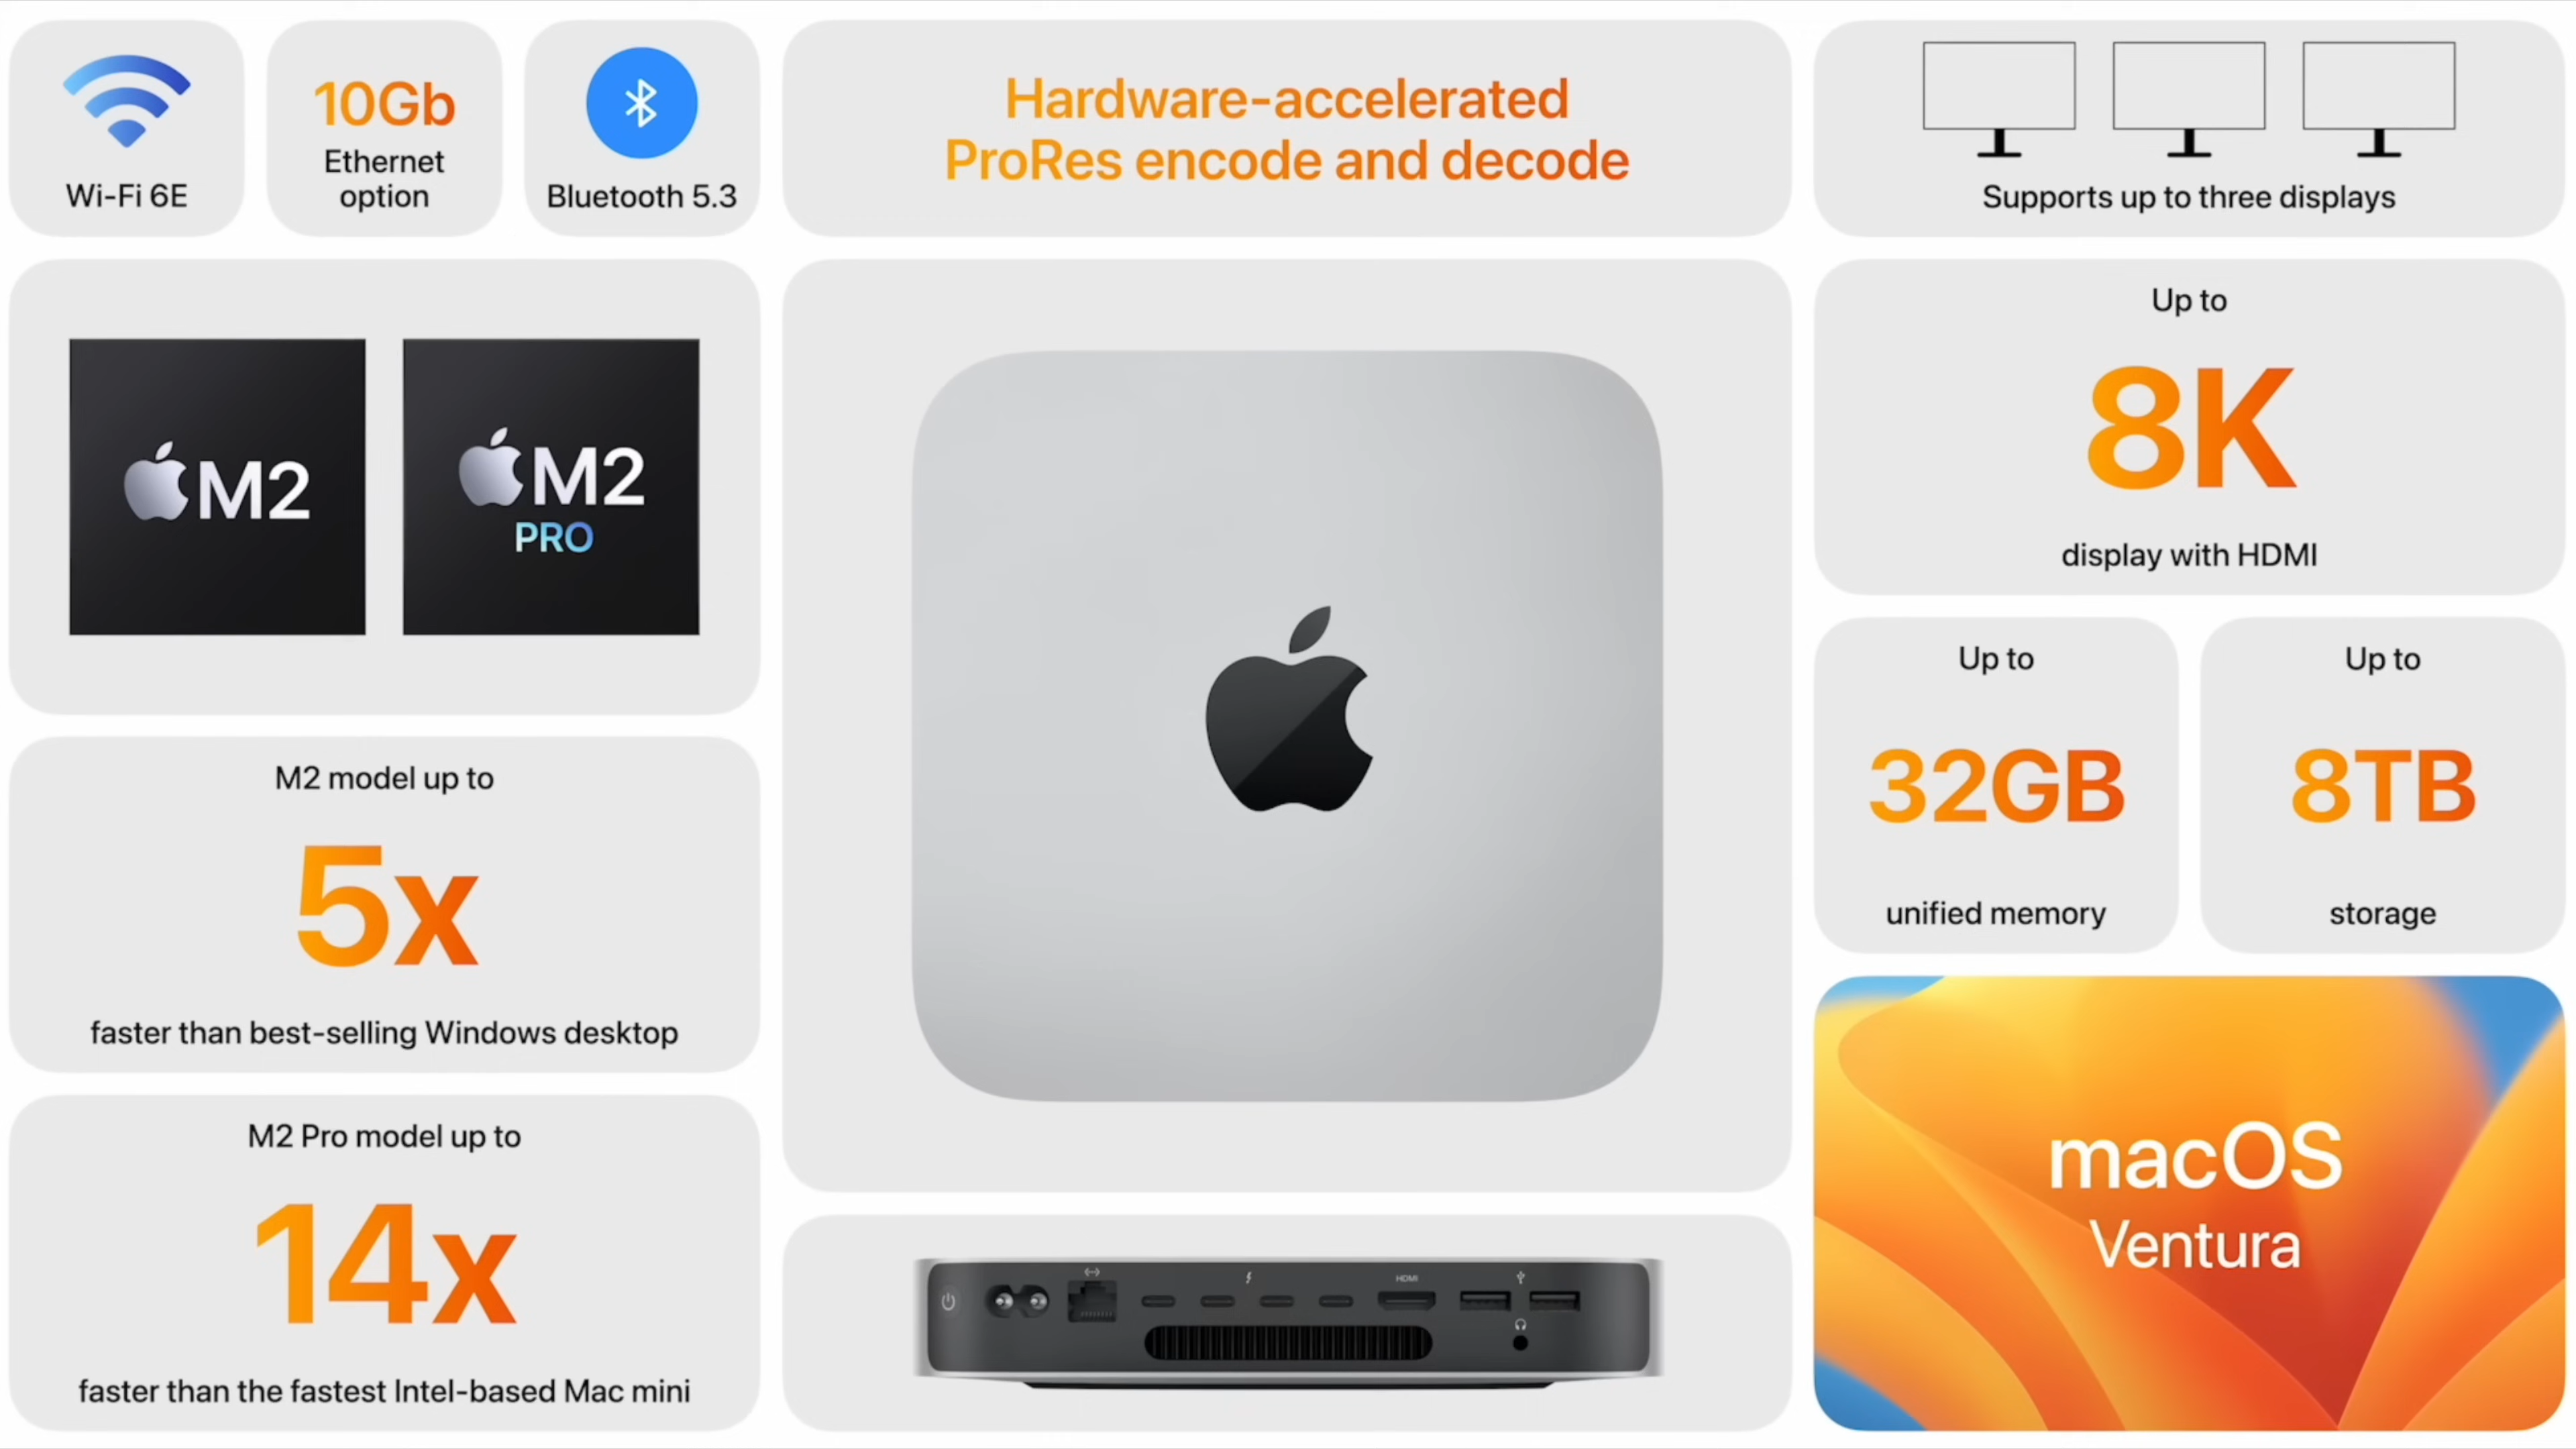 Wi-Fi 6E
10Gb
Ethernet
option
Bluetooth 5.3
Hardware-accelerated
ProRes encode and decode
Supports up to three displays
M2
M2
PRO
Up to
8K
display with HDMI
Up to
32GB
unified memory
Up to
8TB
storage
M2 model up to
5x
faster than best-selling Windows desktop
M2 Pro model up to
14x
faster than the fastest Intel-based Mac mini
HDMI
macOS
Ventura